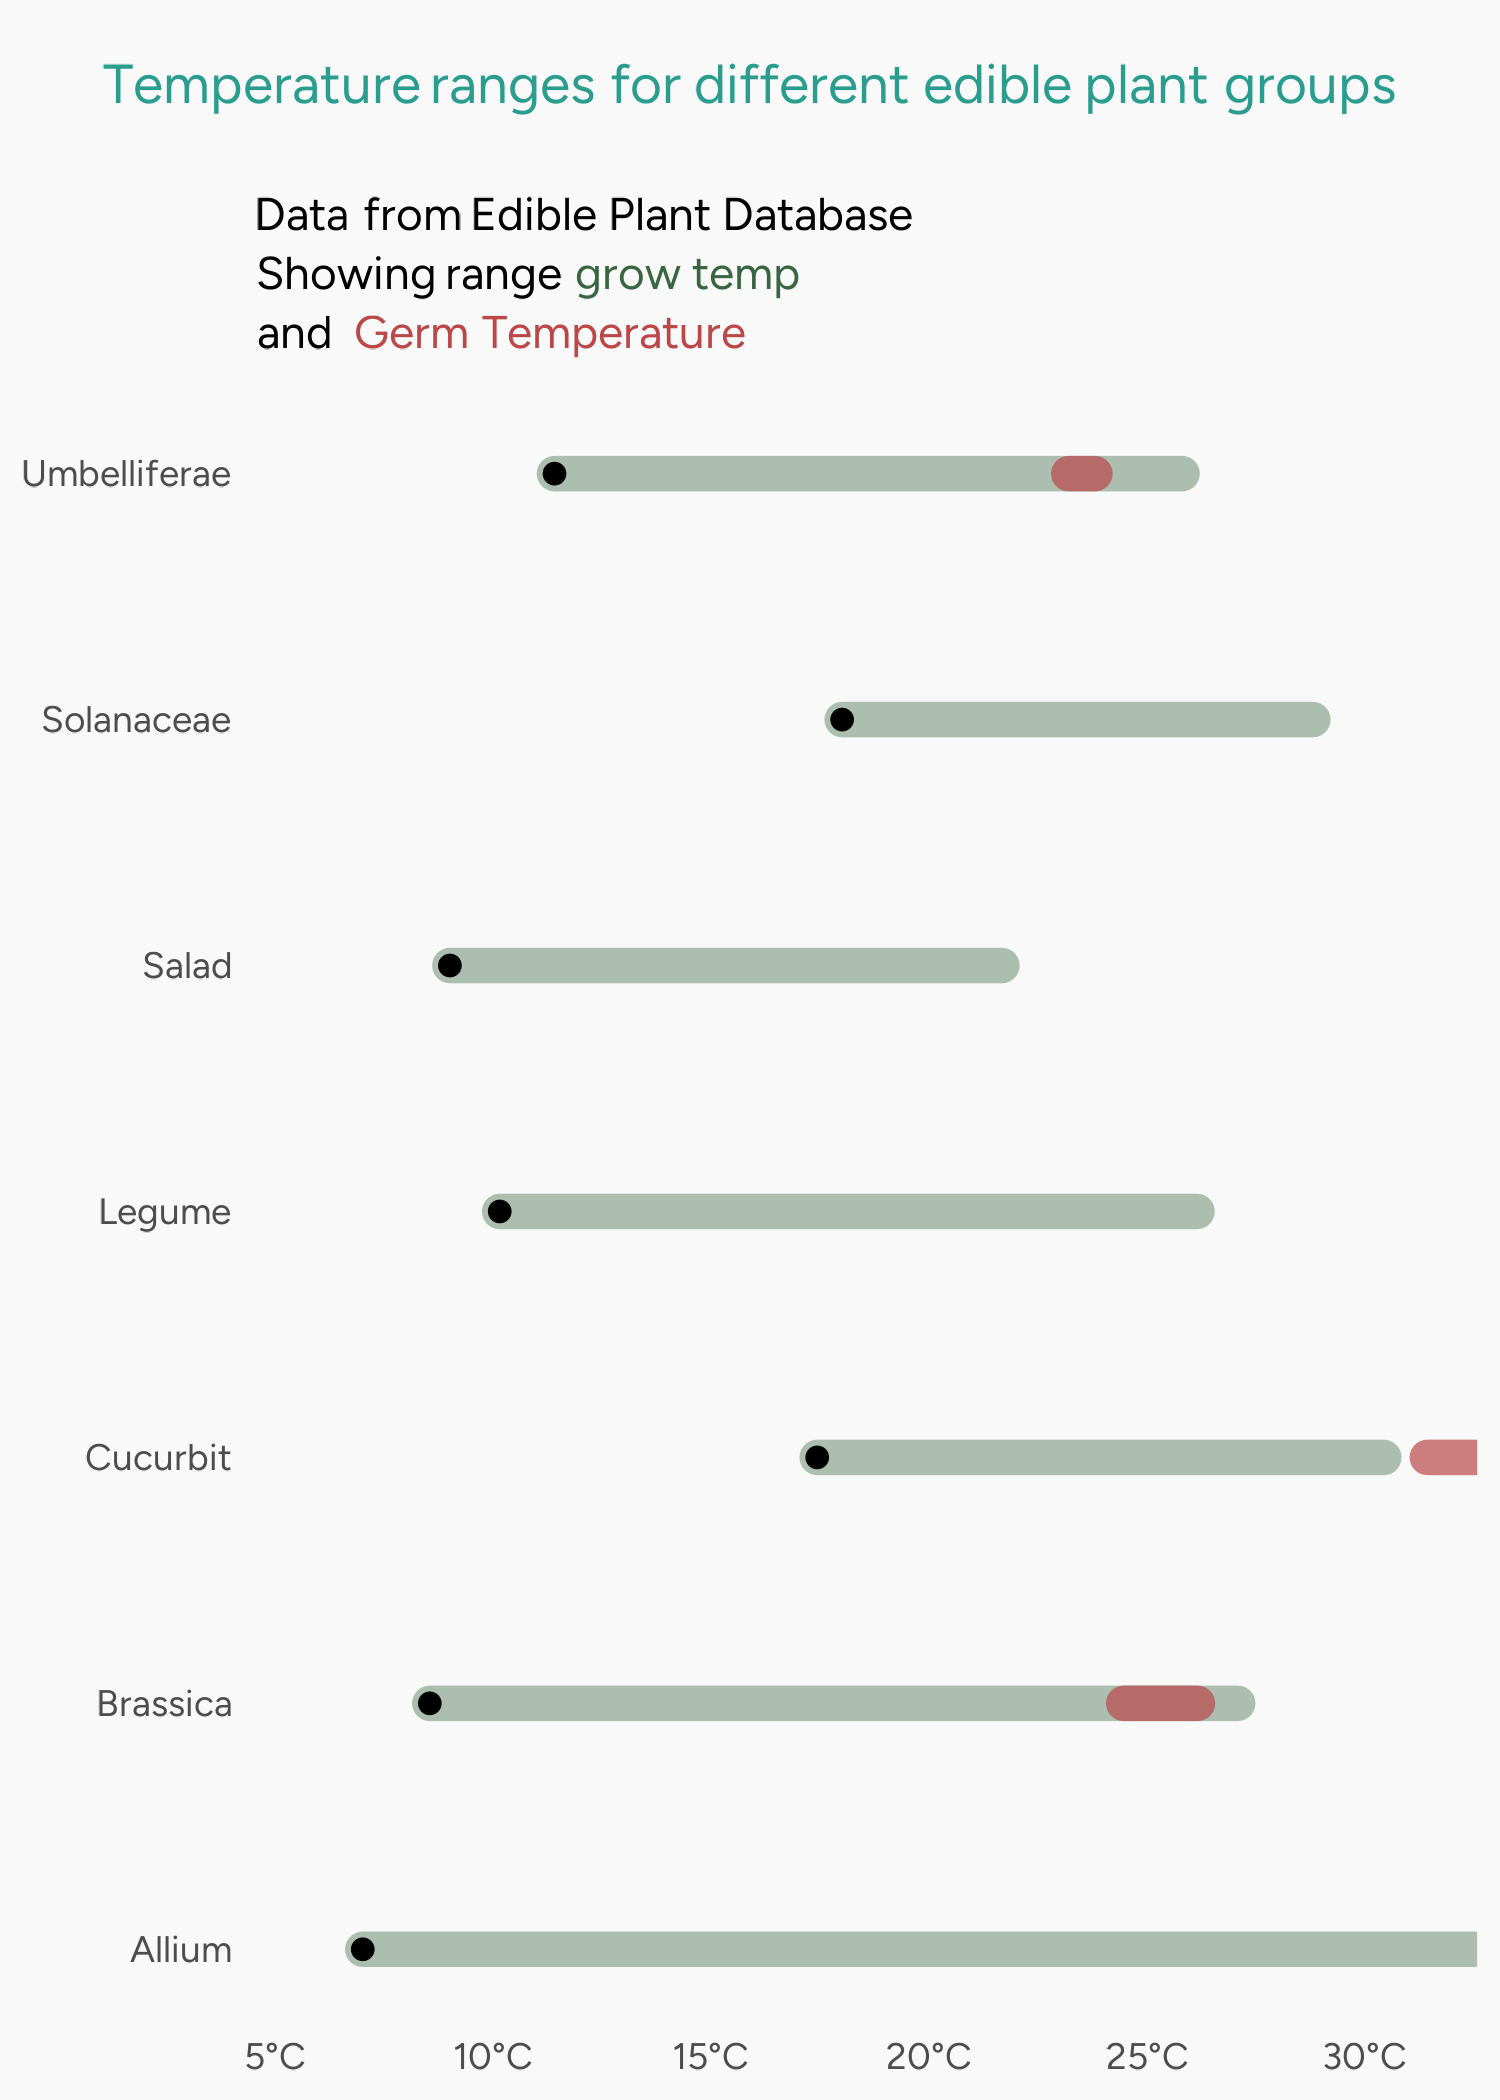 Temperature ranges for different edible plant groups
Data from Edible Plant Database
Showing range grow temp
and Germ Temperature
Umbelliferae
Solanaceae
Salad
Legume
Cucurbit
Brassica
Allium
5°C 10°C 15°C 20°C 25°C 30°C